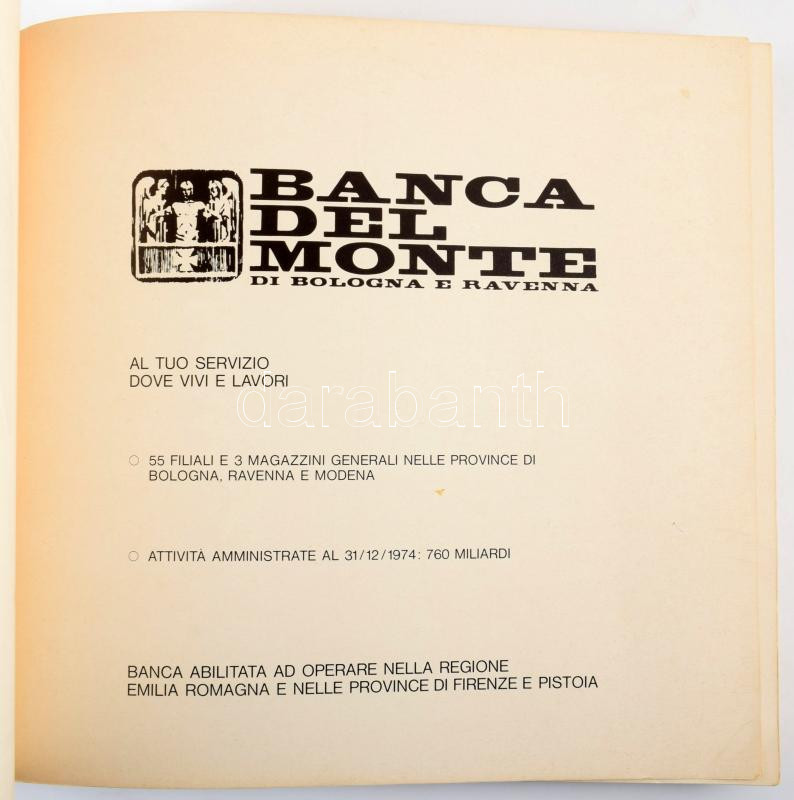 BANCA
DEL
MONTE
DI BOLOGNA E RAVENNA
AL TUO SERVIZIO
DOVE VIVI E LAVORI
darabanth
55 FILIALI E 3 MAGAZZINI GENERALI NELLE PROVINCE DI
BOLOGNA, RAVENNA E MODENA
ATTIVITÀ AMMINISTRATE AL 31/12/1974: 760 MILIARDI
BANCA ABILITATA AD OPERARE NELLA REGIONE
EMILIA ROMAGNA E NELLE PROVINCE DI FIRENZE E PISTOIA